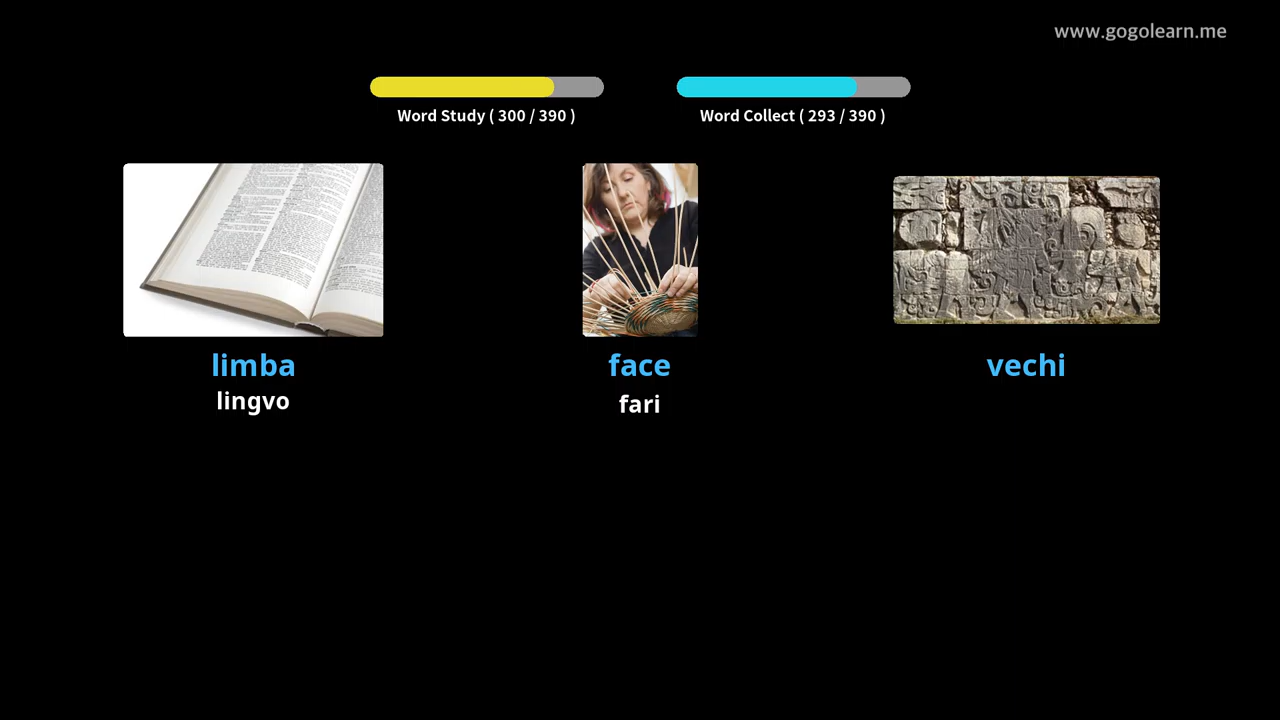 www.gogolearn.me
Word Study ( 300 / 390 )
Word Collect ( 293 / 390 )
limba
face
vechi
lingvo
fari